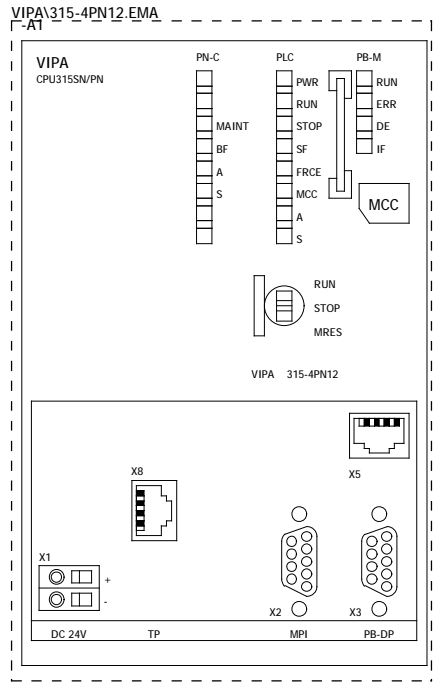 VIPA\315-4PN12.EMA
-A1
VIPA
CPU315SN/PN
PN-C PLC PB-M
PWR RUN
RUN ERR
MAINT STOP DE
BF SF IF
A FRCE
S MCC MCC
A
S
RUN
STOP
MRES
VIPA 315-4PN12
X8 X5
X1
+
-
X2 X3
DC 24V TP MPI PB-DP